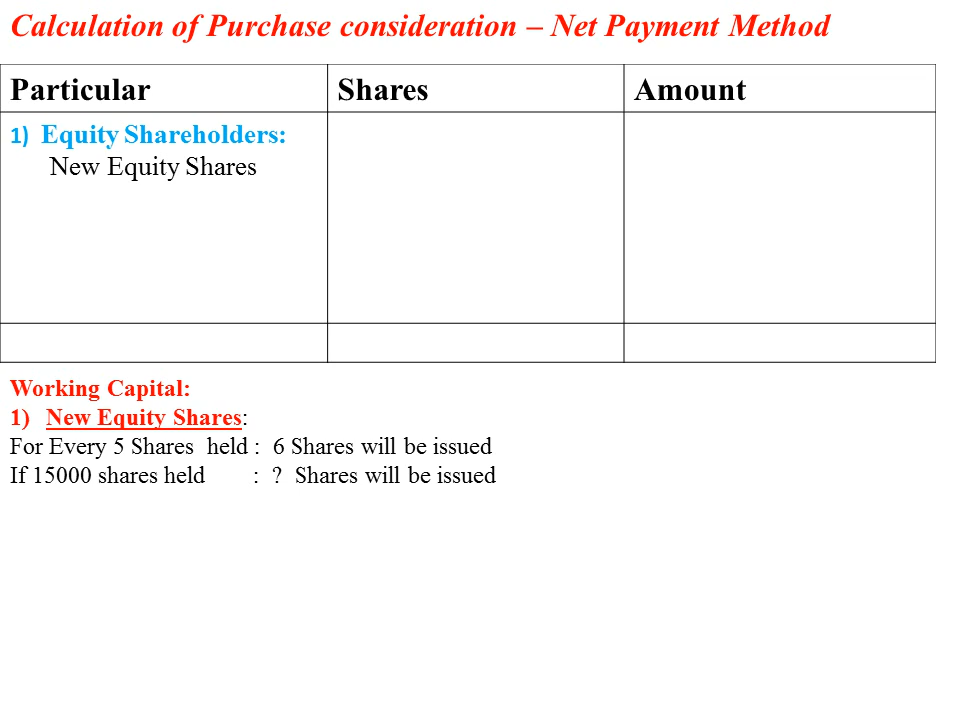 Calculation of Purchase consideration – Net Payment Method
Particular Shares Amount
1) Equity Shareholders:
New Equity Shares
Working Capital:
1) New Equity Shares:
For Every 5 Shares held : 6 Shares will be issued
If 15000 shares held : ? Shares will be issued